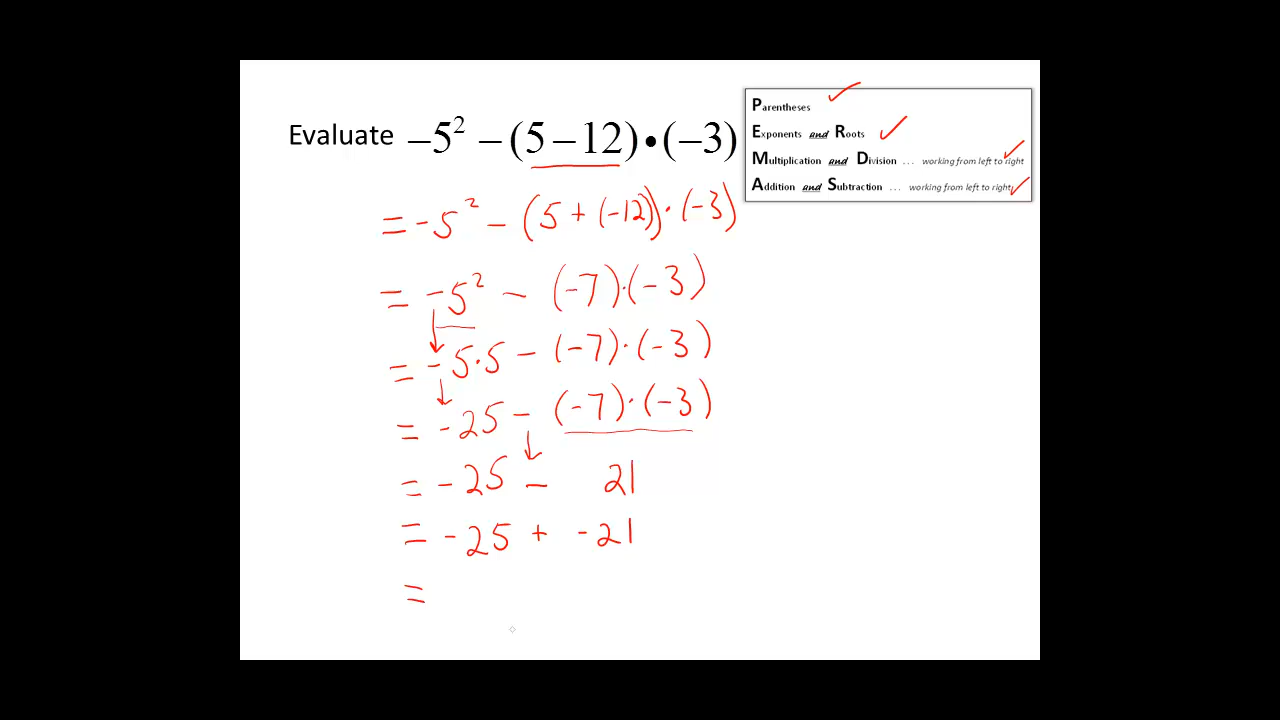 Evaluate –5² – (5 – 12) • (–3)
Parentheses ✓
Exponents and Roots ✓
Multiplication and Division ... working from left to right ✓
Addition and Subtraction ... working from left to right ✓
= -5² - (5 + (-12)) · (-3)
= -5² - (-7) · (-3)
= -5·5 - (-7) · (-3)
= -25 - (-7) · (-3)
= -25 - 21
= -25 + -21
=